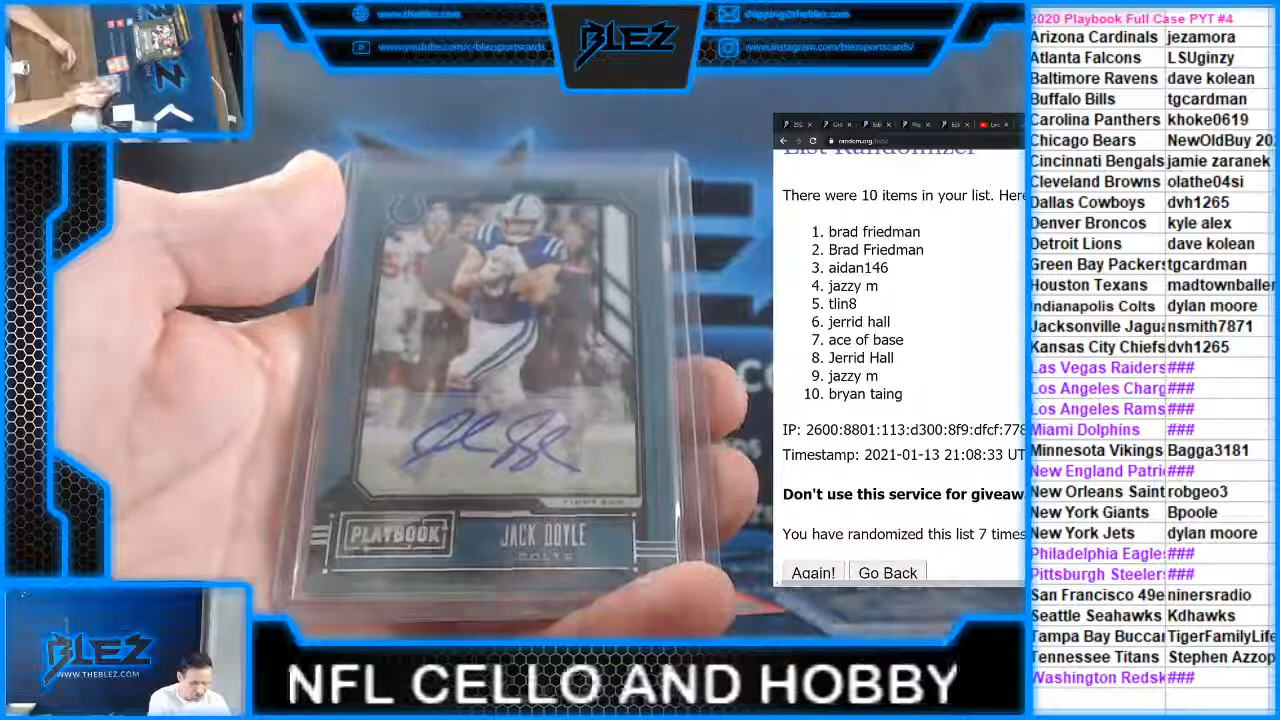 www.theblez.com
www.youtube.com/c/blezsportscards
BLEZ
shipping@theblez.com
www.instagram.com/blezsportscards/
List Randomizer
There were 10 items in your list. Here
1. brad friedman
2. Brad Friedman
3. aidan146
4. jazzy m
5. tlin8
6. jerrid hall
7. ace of base
8. Jerrid Hall
9. jazzy m
10. bryan taing
IP: 2600:8801:113:d300:8f9:dfcf:778
Timestamp: 2021-01-13 21:08:33 UT
Don't use this service for giveaw
You have randomized this list 7 times
Again! Go Back
PLAYBOOK
JACK DOYLE
COLTS
TIGHT END
BLEZ
WWW.THEBLEZ.COM
NFL CELLO AND HOBBY
2020 Playbook Full Case PYT #4
Arizona Cardinals jezamora
Atlanta Falcons LSUginzy
Baltimore Ravens dave kolean
Buffalo Bills tgcardman
Carolina Panthers khoke0619
Chicago Bears NewOldBuy 20
Cincinnati Bengals jamie zaranek
Cleveland Browns olathe04si
Dallas Cowboys dvh1265
Denver Broncos kyle alex
Detroit Lions dave kolean
Green Bay Packers tgcardman
Houston Texans madtownballer
Indianapolis Colts dylan moore
Jacksonville Jagua nsmith7871
Kansas City Chiefs dvh1265
Las Vegas Raiders ###
Los Angeles Charg ###
Los Angeles Rams ###
Miami Dolphins ###
Minnesota Vikings Bagga3181
New England Patri ###
New Orleans Saint robgeo3
New York Giants Bpoole
New York Jets dylan moore
Philadelphia Eagle ###
Pittsburgh Steeler ###
San Francisco 49e ninersradio
Seattle Seahawks Kdhawks
Tampa Bay Bucca TigerFamilyLife
Tennessee Titans Stephen Azzop
Washington Redsk ###